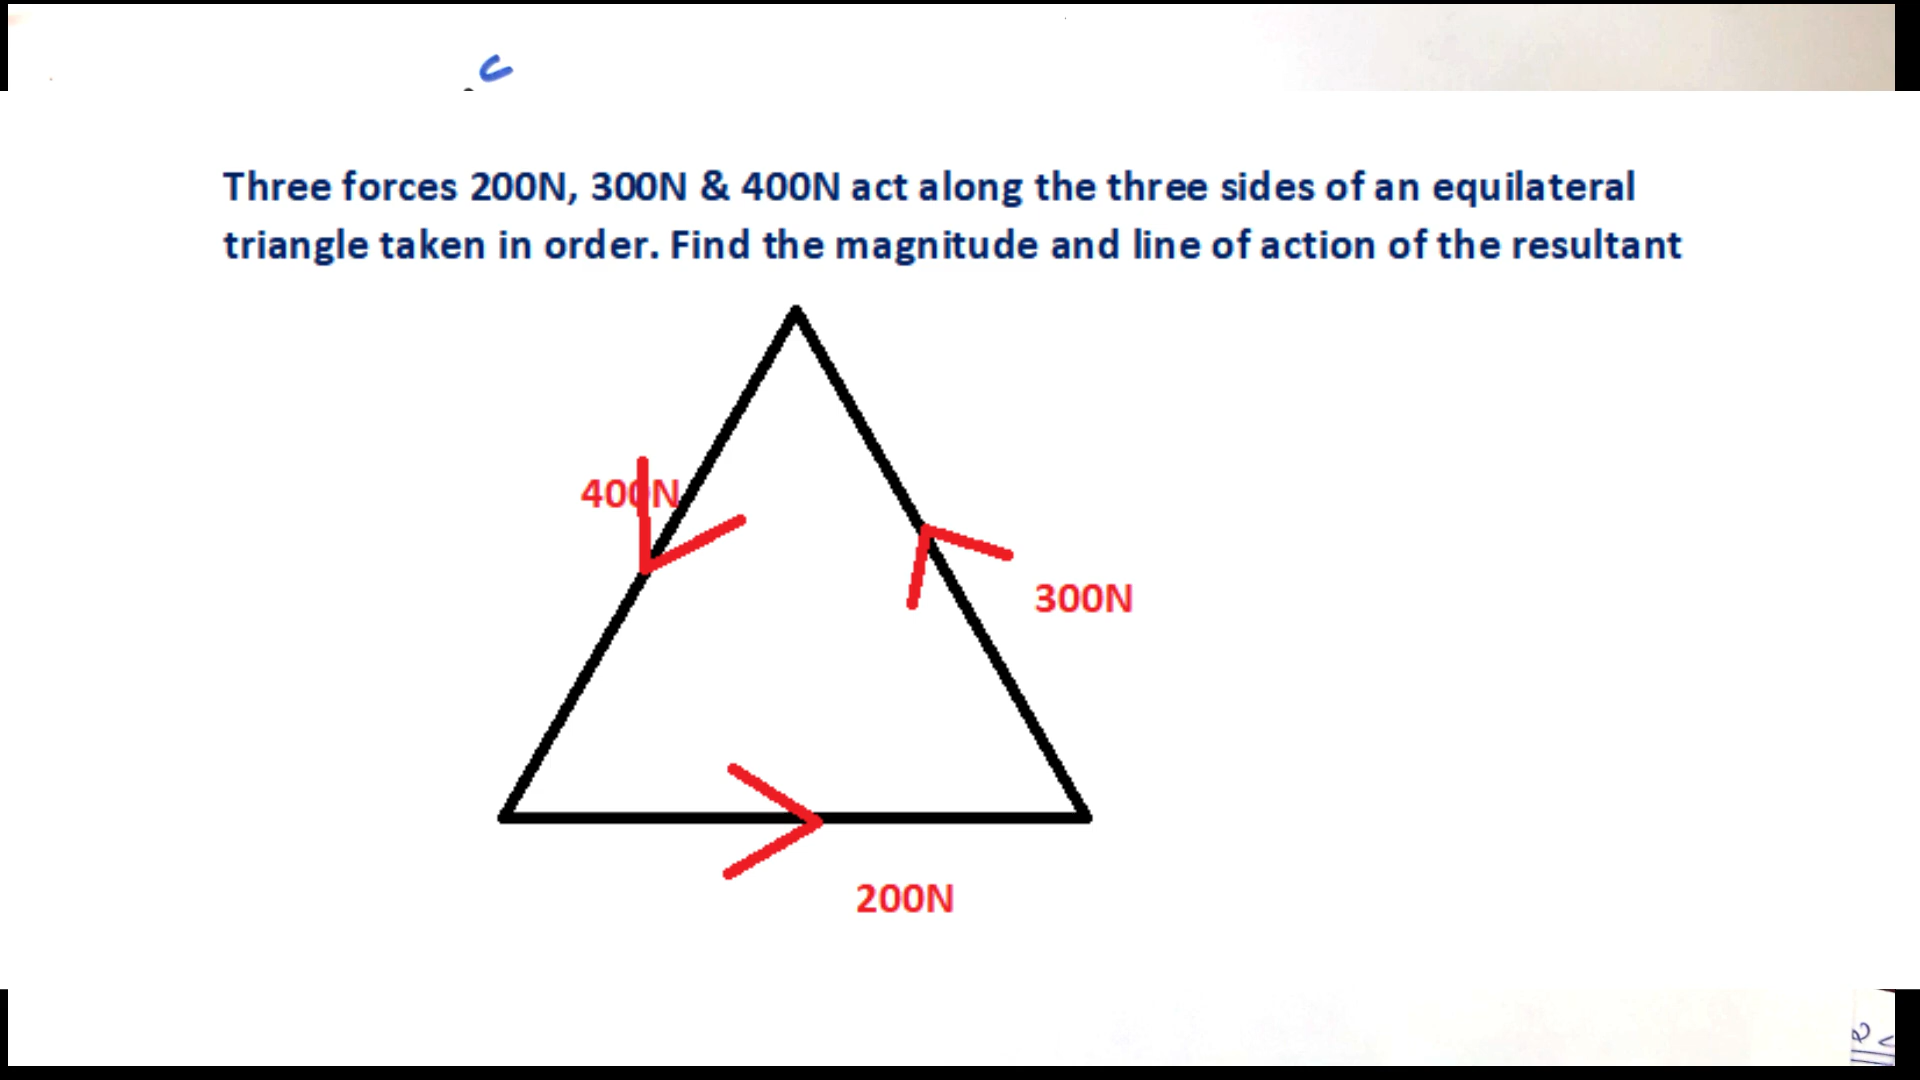 Three forces 200N, 300N & 400N act along the three sides of an equilateral
triangle taken in order. Find the magnitude and line of action of the resultant
400N
300N
200N